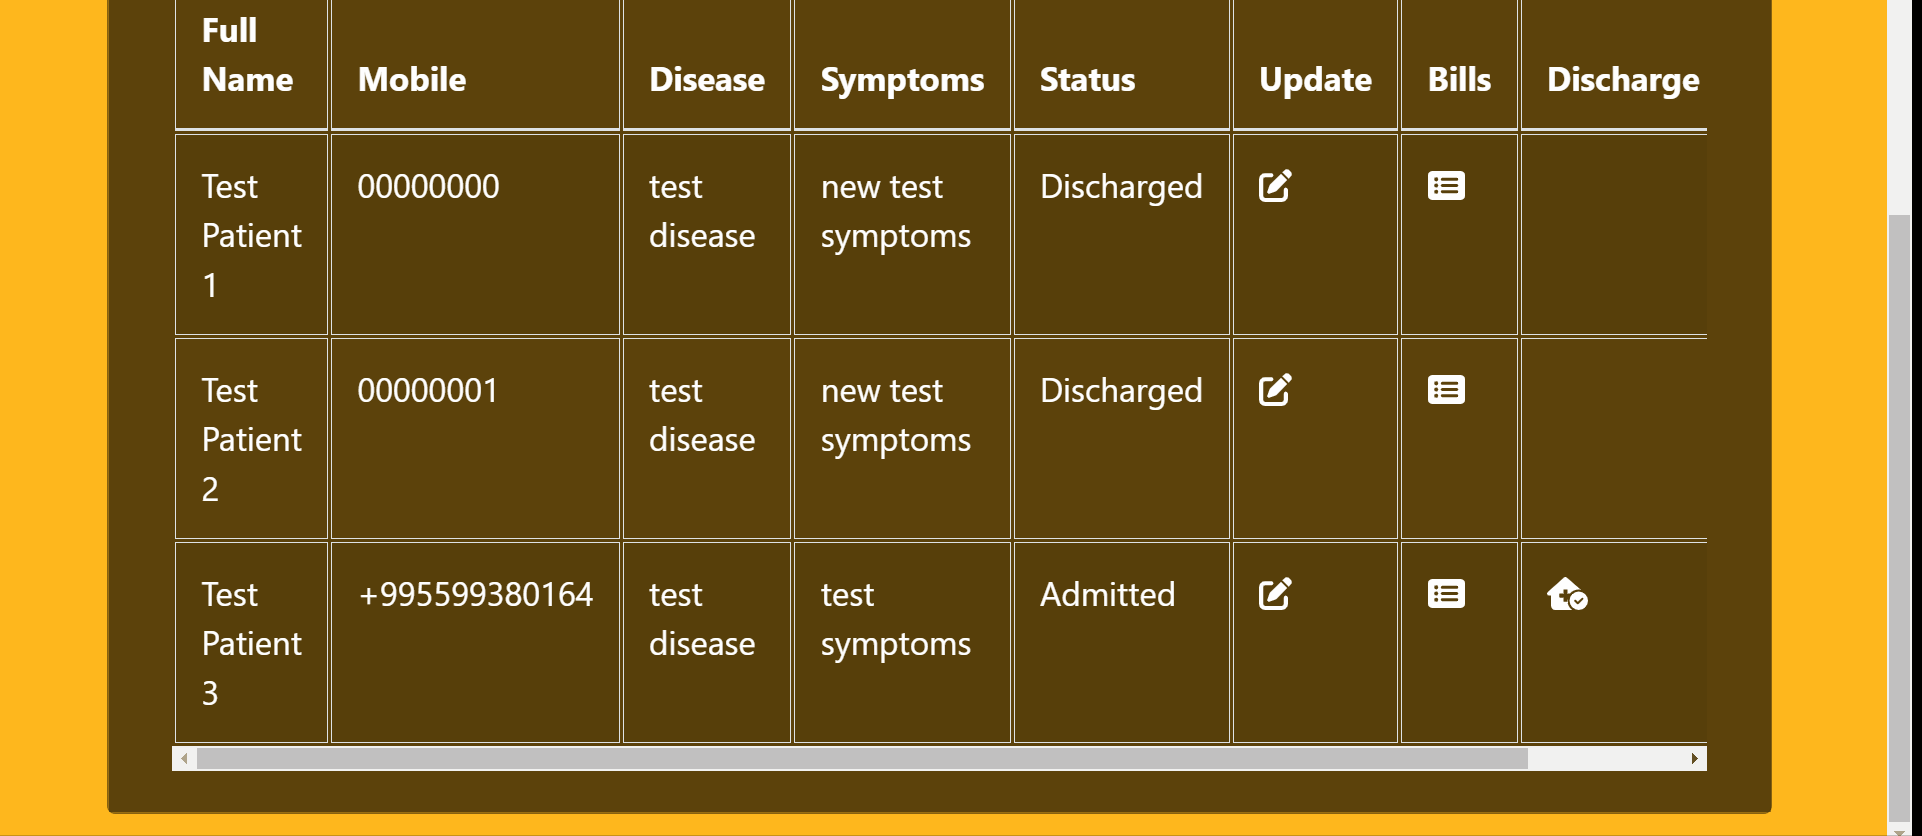 Full
Name Mobile Disease Symptoms Status Update Bills Discharge
Test 00000000 test new test Discharged
Patient disease symptoms
1
Test 00000001 test new test Discharged
Patient disease symptoms
2
Test +995599380164 test test Admitted
Patient disease symptoms
3